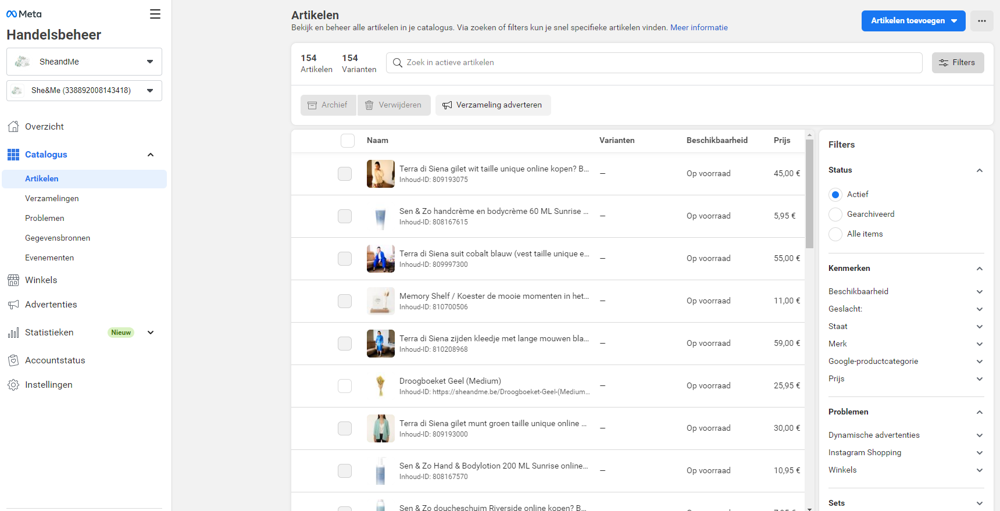 Meta
Handelsbeheer
SheandMe
She&Me (338892008143418)
Overzicht
Catalogus
Artikelen
Verzamelingen
Problemen
Gegevensbronnen
Evenementen
Winkels
Advertenties
Statistieken Nieuw
Accountstatus
Instellingen
Artikelen
Bekijk en beheer alle artikelen in je catalogus. Via zoeken of filters kun je snel specifieke artikelen vinden. Meer informatie
Artikelen toevoegen
154 Artikelen
154 Varianten
Zoek in actieve artikelen
Filters
Archief Verwijderen Verzameling adverteren
Naam Varianten Beschikbaarheid Prijs
Terra di Siena gilet wit taille unique online kopen? B... — Op voorraad 45,00 €
Inhoud-ID: 809193075
Sen & Zo handcrème en bodycrème 60 ML Sunrise ... — Op voorraad 5,95 €
Inhoud-ID: 808167615
Terra di Siena suit cobalt blauw (vest taille unique e... — Op voorraad 55,00 €
Inhoud-ID: 809997300
Memory Shelf / Koester de mooie momenten in het... — Op voorraad 11,00 €
Inhoud-ID: 810700506
Terra di Siena zijden kleedje met lange mouwen bla... — Op voorraad 59,00 €
Inhoud-ID: 810208968
Droogboeket Geel (Medium) — Op voorraad 25,95 €
Inhoud-ID: https://sheandme.be/Droogboeket-Geel-(Medium...
Terra di Siena gilet munt groen taille unique online ... — Op voorraad 30,00 €
Inhoud-ID: 809193000
Sen & Zo Hand & Bodylotion 200 ML Sunrise online... — Op voorraad 10,95 €
Inhoud-ID: 808167570
Sen & Zo doucheschuim Riverside online kopen? B...
Filters
Status
Actief
Gearchiveerd
Alle items
Kenmerken
Beschikbaarheid
Geslacht:
Staat
Merk
Google-productcategorie
Prijs
Problemen
Dynamische advertenties
Instagram Shopping
Winkels
Sets